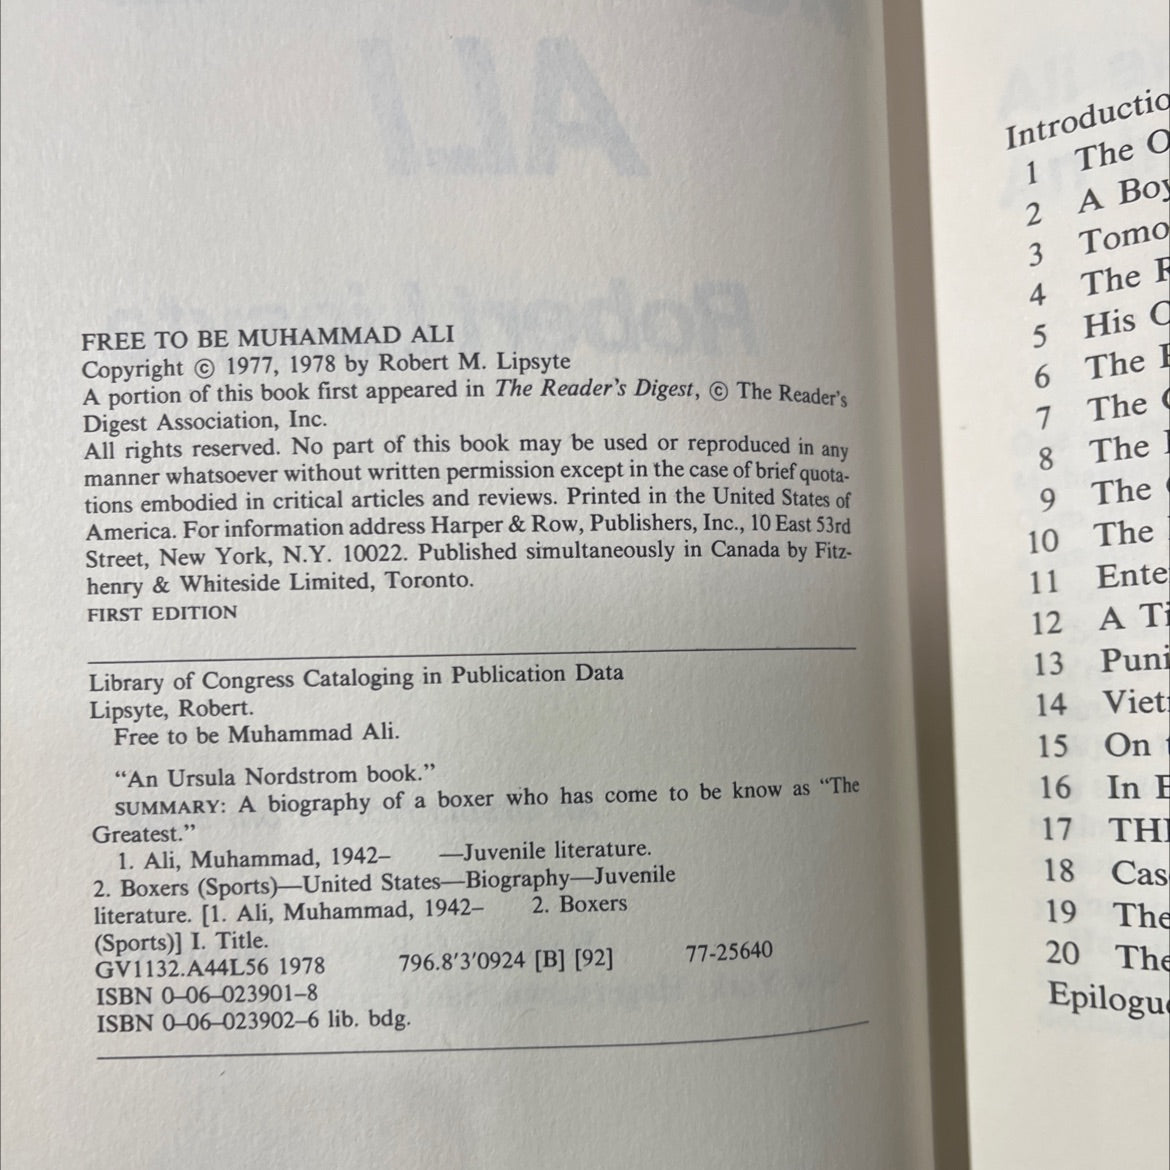 FREE TO BE MUHAMMAD ALI
Copyright © 1977, 1978 by Robert M. Lipsyte
A portion of this book first appeared in The Reader's Digest, © The Reader's
Digest Association, Inc.
All rights reserved. No part of this book may be used or reproduced in any
manner whatsoever without written permission except in the case of brief quota-
tions embodied in critical articles and reviews. Printed in the United States of
America. For information address Harper & Row, Publishers, Inc., 10 East 53rd
Street, New York, N.Y. 10022. Published simultaneously in Canada by Fitz-
henry & Whiteside Limited, Toronto.
FIRST EDITION
Library of Congress Cataloging in Publication Data
Lipsyte, Robert.
Free to be Muhammad Ali.
“An Ursula Nordstrom book.”
SUMMARY: A biography of a boxer who has come to be know as “The
Greatest.”
1. Ali, Muhammad, 1942– —Juvenile literature.
2. Boxers (Sports)—United States—Biography—Juvenile
literature. [1. Ali, Muhammad, 1942– 2. Boxers
(Sports)] I. Title.
GV1132.A44L56 1978 796.8'3'0924 [B] [92] 77-25640
ISBN 0–06–023901–8
ISBN 0–06–023902–6 lib. bdg.
Introductio
1 The O
2 A Boy
3 Tomo
4 The
5 His
6 The
7 The
8 The
9 The
10 The
11 Ente
12 A Ti
13 Puni
14 Viet
15 On
16 In
17 THE
18 Cas
19 The
20 The
Epilogue